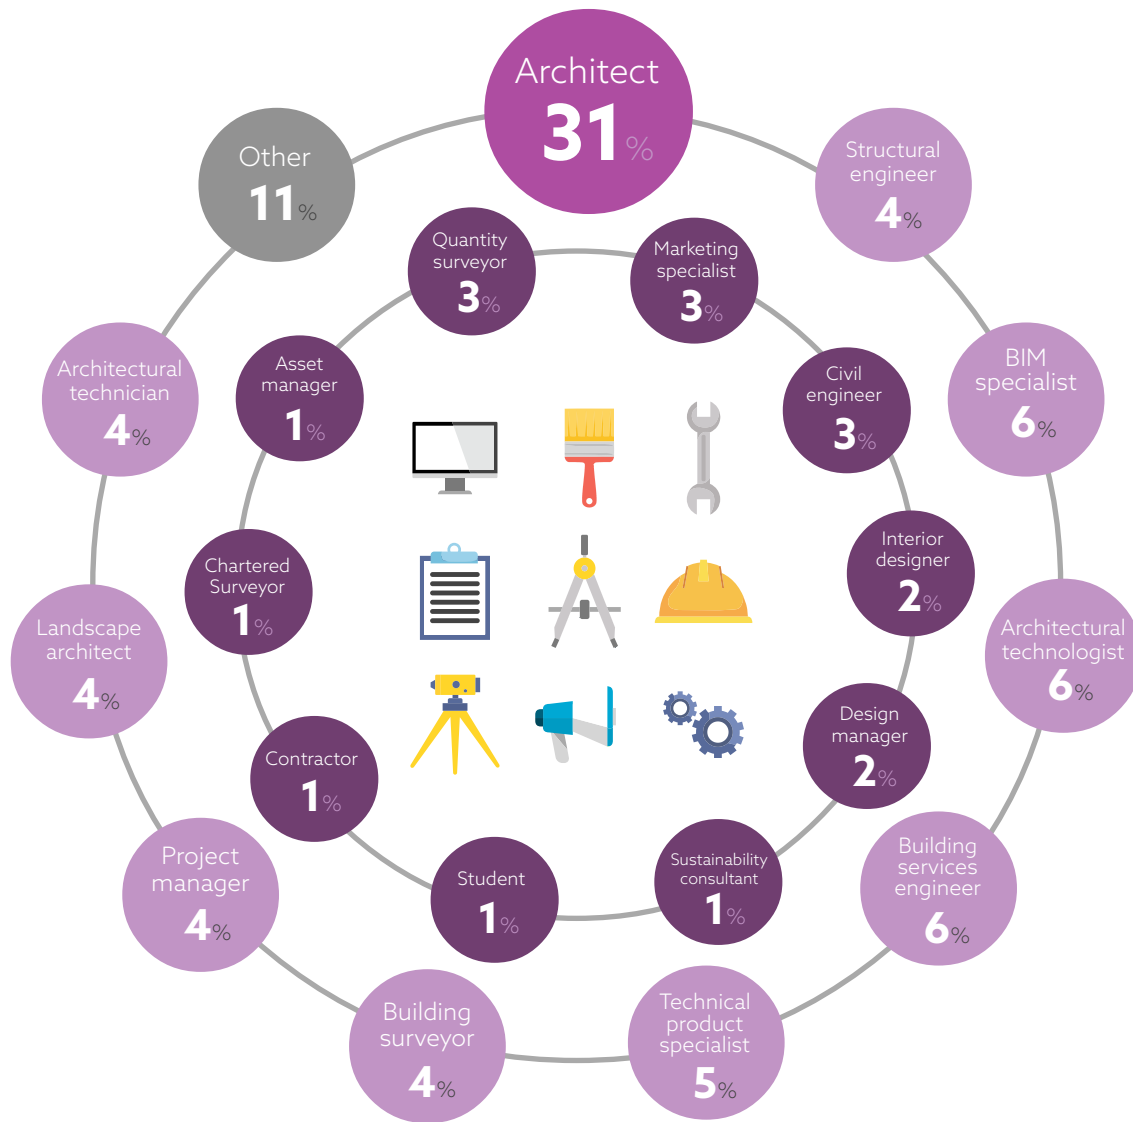 Architect
31%
Structural
engineer
4%
BIM
specialist
6%
Architectural
technologist
6%
Building
services
engineer
6%
Technical
product
specialist
5%
Building
surveyor
4%
Project
manager
4%
Landscape
architect
4%
Architectural
technician
4%
Other
11%
Quantity
surveyor
3%
Marketing
specialist
3%
Civil
engineer
3%
Interior
designer
2%
Design
manager
2%
Sustainability
consultant
1%
Student
1%
Contractor
1%
Chartered
Surveyor
1%
Asset
manager
1%